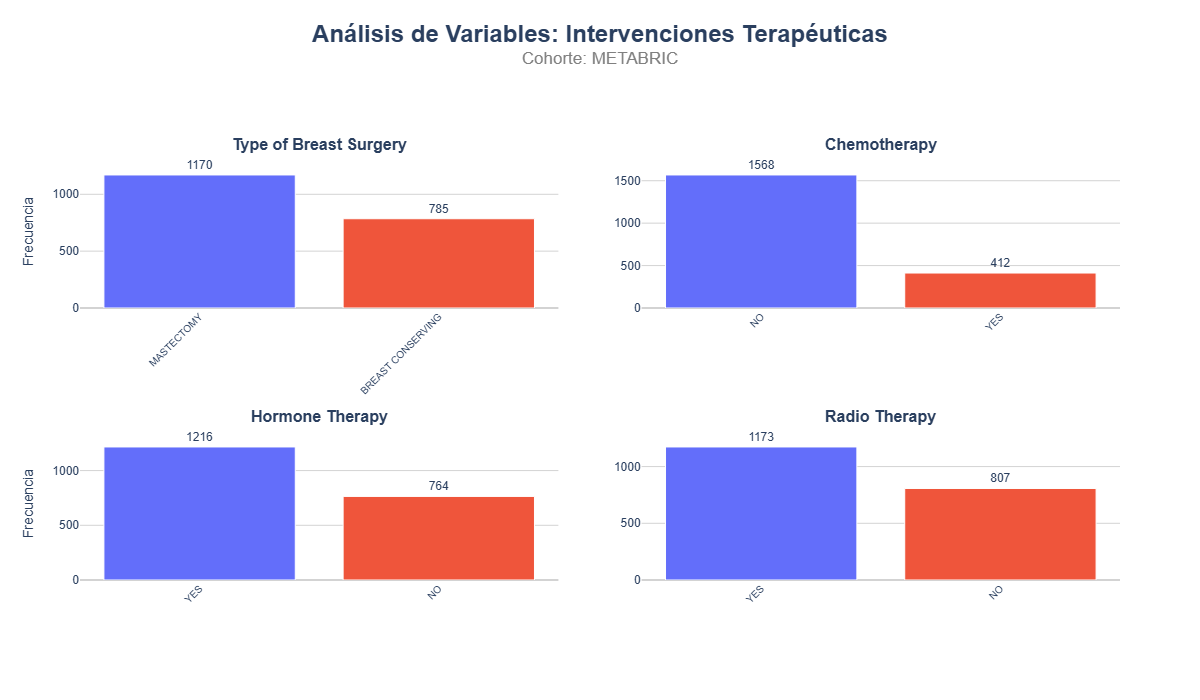 Análisis de Variables: Intervenciones Terapéuticas
Cohorte: METABRIC
Type of Breast Surgery
1170
785
1000
500
0
Frecuencia
MASTECTOMY
BREAST CONSERVING
Chemotherapy
1568
412
1500
1000
500
0
NO
YES
Hormone Therapy
1216
764
1000
500
0
Frecuencia
YES
NO
Radio Therapy
1173
807
1000
500
0
YES
NO